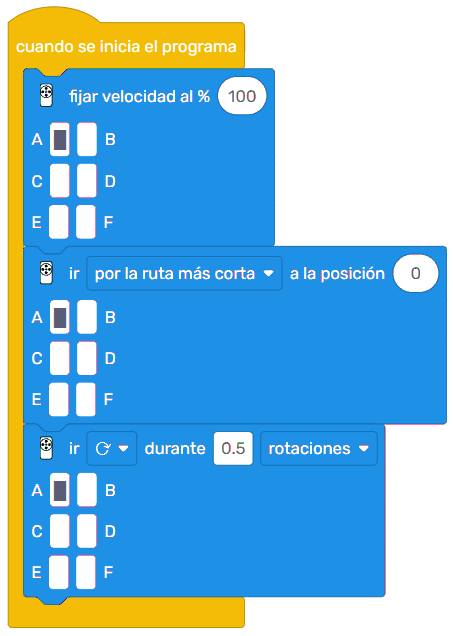 cuando se inicia el programa
fijar velocidad al % 100
A B
C D
E F
ir por la ruta más corta a la posición 0
A B
C D
E F
ir durante 0.5 rotaciones
A B
C D
E F